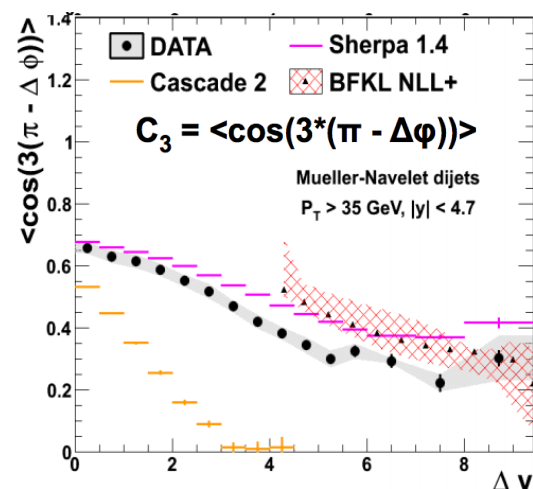 <cos(3(π - Δ φ))>
1.4
1.2
1
0.8
0.6
0.4
0.2
0
DATA
Sherpa 1.4
Cascade 2
BFKL NLL+
C₃ = <cos(3*(π - Δφ))>
Mueller-Navelet dijets
P_T > 35 GeV, |y| < 4.7
0 2 4 6 8
Δ y